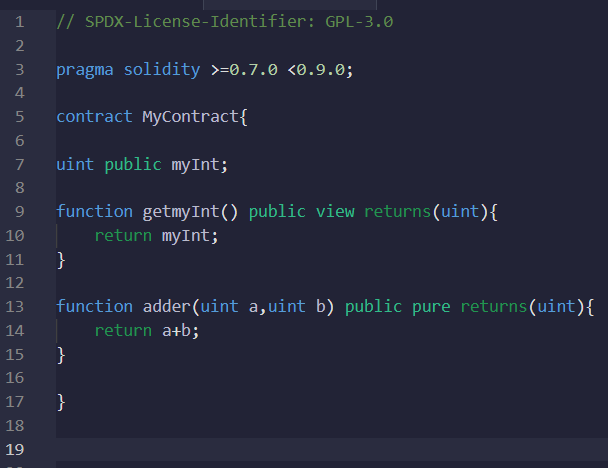 1 // SPDX-License-Identifier: GPL-3.0
2
3 pragma solidity >=0.7.0 <0.9.0;
4
5 contract MyContract{
6
7 uint public myInt;
8
9 function getmyInt() public view returns(uint){
10     return myInt;
11 }
12
13 function adder(uint a,uint b) public pure returns(uint){
14     return a+b;
15 }
16
17 }
18
19